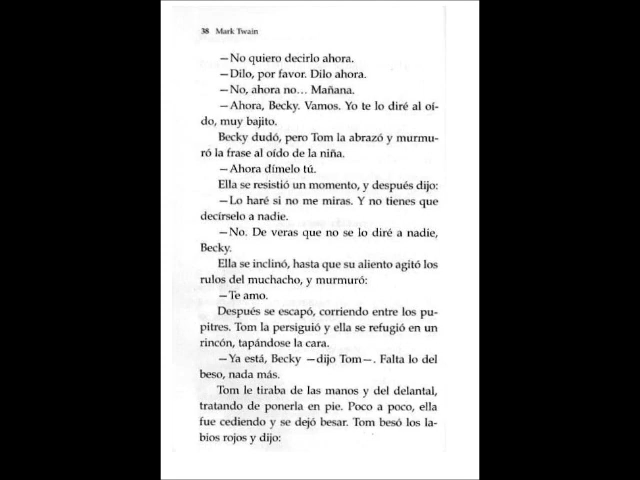 38 Mark Twain
—No quiero decirlo ahora.
—Dilo, por favor. Dilo ahora.
—No, ahora no... Mañana.
—Ahora, Becky. Vamos. Yo te lo diré al oí-
do, muy bajito.
Becky dudó, pero Tom la abrazó y murmu-
ró la frase al oído de la niña.
—Ahora dímelo tú.
Ella se resistió un momento, y después dijo:
—Lo haré si no me miras. Y no tienes que
decírselo a nadie.
—No. De veras que no se lo diré a nadie,
Becky.
Ella se inclinó, hasta que su aliento agitó los
rulos del muchacho, y murmuró:
—Te amo.
Después se escapó, corriendo entre los pu-
pitres. Tom la persiguió y ella se refugió en un
rincón, tapándose la cara.
—Ya está, Becky —dijo Tom—. Falta lo del
beso, nada más.
Tom le tiraba de las manos y del delantal,
tratando de ponerla en pie. Poco a poco, ella
fue cediendo y se dejó besar. Tom besó los la-
bios rojos y dijo: